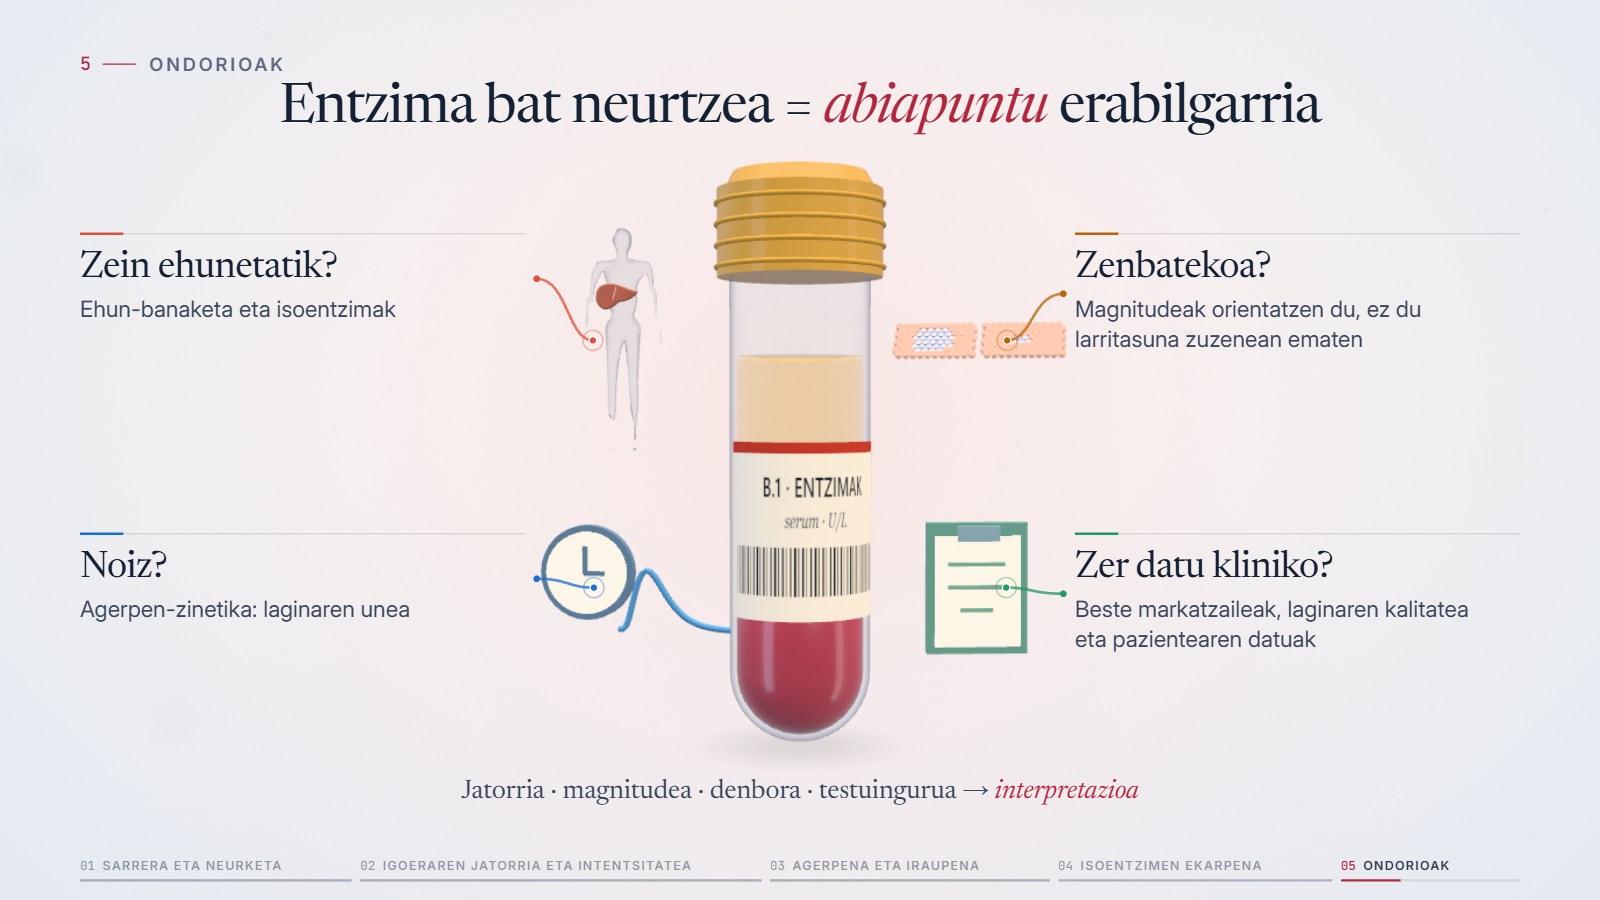 5 — ONDORIOAK
Entzima bat neurtzea = abiapuntu erabilgarria
Zein ehunetatik?
Ehun-banaketa eta isoentzimak
Zenbatekoa?
Magnitudeak orientatzen du, ez du
larritasuna zuzenean ematen
B.1 · ENTZIMAK
serum · U/L
Noiz?
Agerpen-zinetika: laginaren unea
Zer datu kliniko?
Beste markatzaileak, laginaren kalitatea
eta pazientearen datuak
Jatorria · magnitudea · denbora · testuingurua → interpretazioa
01 SARRERA ETA NEURKETA
02 IGOERAREN JATORRIA ETA INTENTSITATEA
03 AGERPENA ETA IRAUPENA
04 ISOENTZIMEN EKARPENA
05 ONDORIOAK